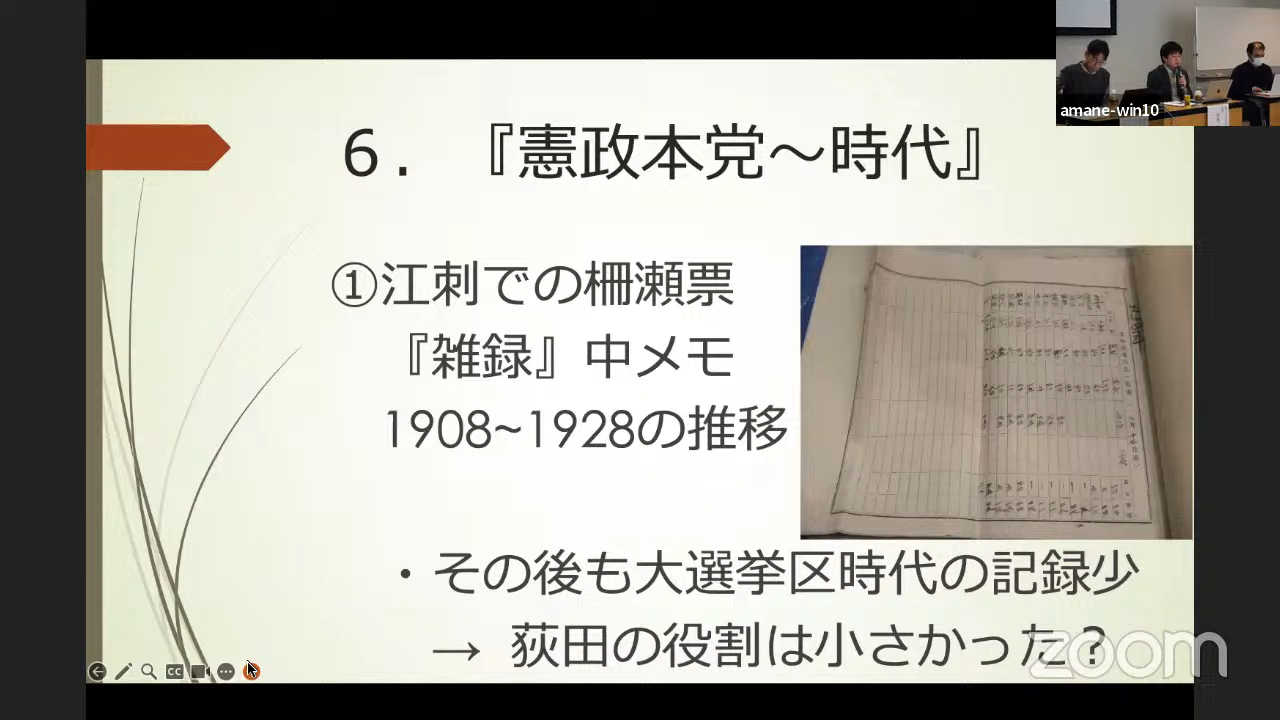 amane-win10
6. 『憲政本党～時代』
①江刺での柵瀬票
『雑録』中メモ
1908~1928の推移
・その後も大選挙区時代の記録少
→ 荻田の役割は小さかった？
zoom